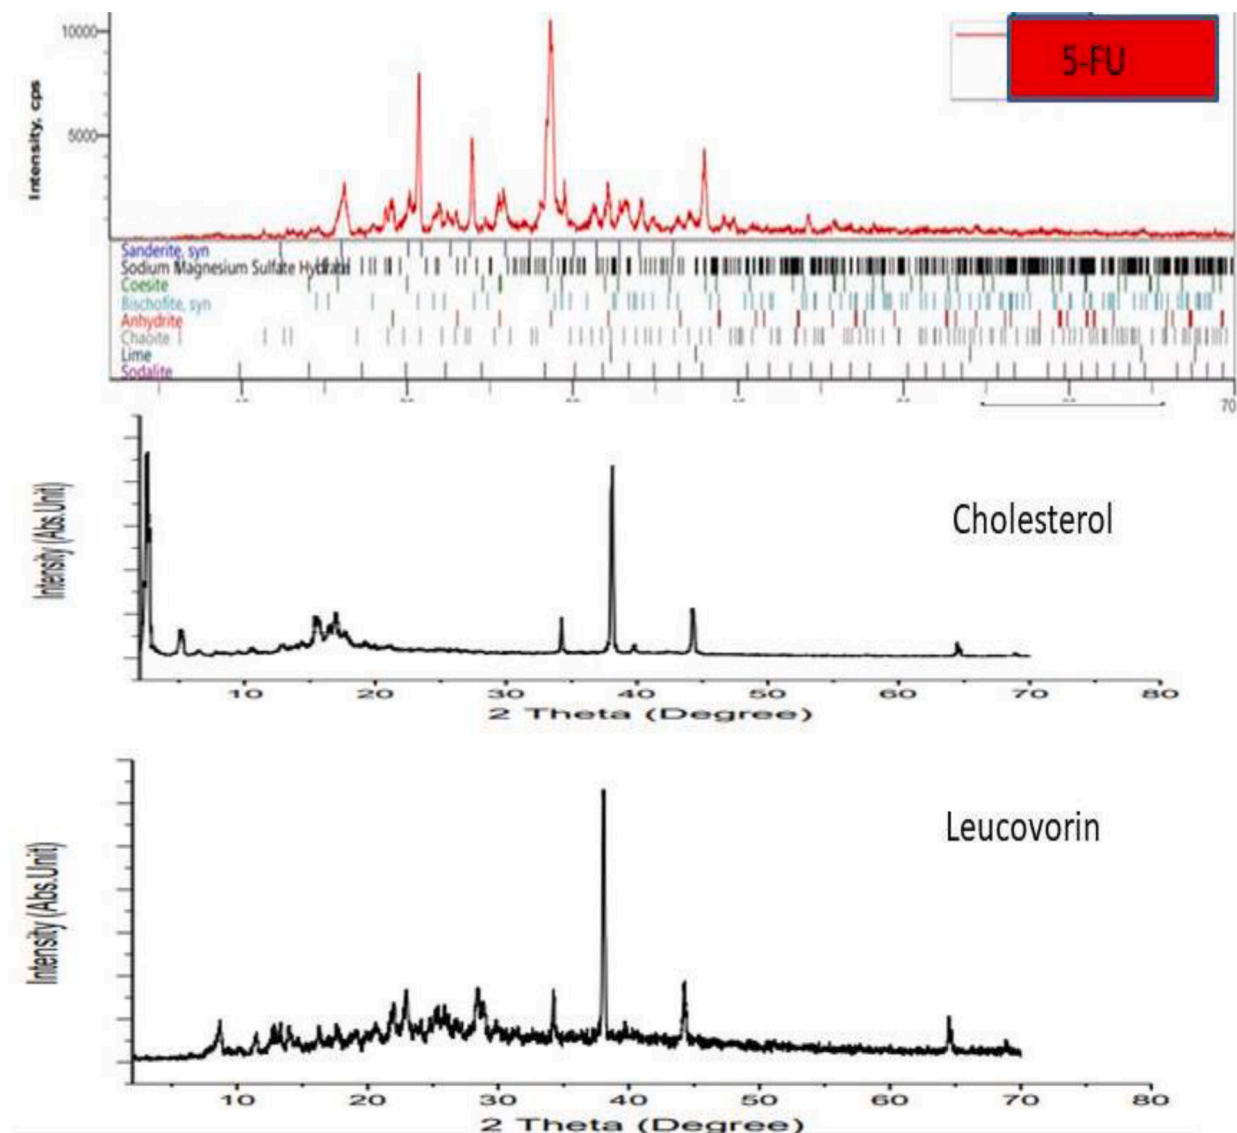 10000
5-FU
Intensity, cps
5000
Sanderite, syn
Sodium Magnesium Sulfate Hydrate
Coesite
Bischofite, syn
Anhydrite
Chaoite
Lime
Sodalite
70
Intensity (Abs.Unit)
Cholesterol
10 20 30 40 50 60 70 80
2 Theta (Degree)
Intensity (Abs.Unit)
Leucovorin
10 20 30 40 50 60 70 80
2 Theta (Degree)